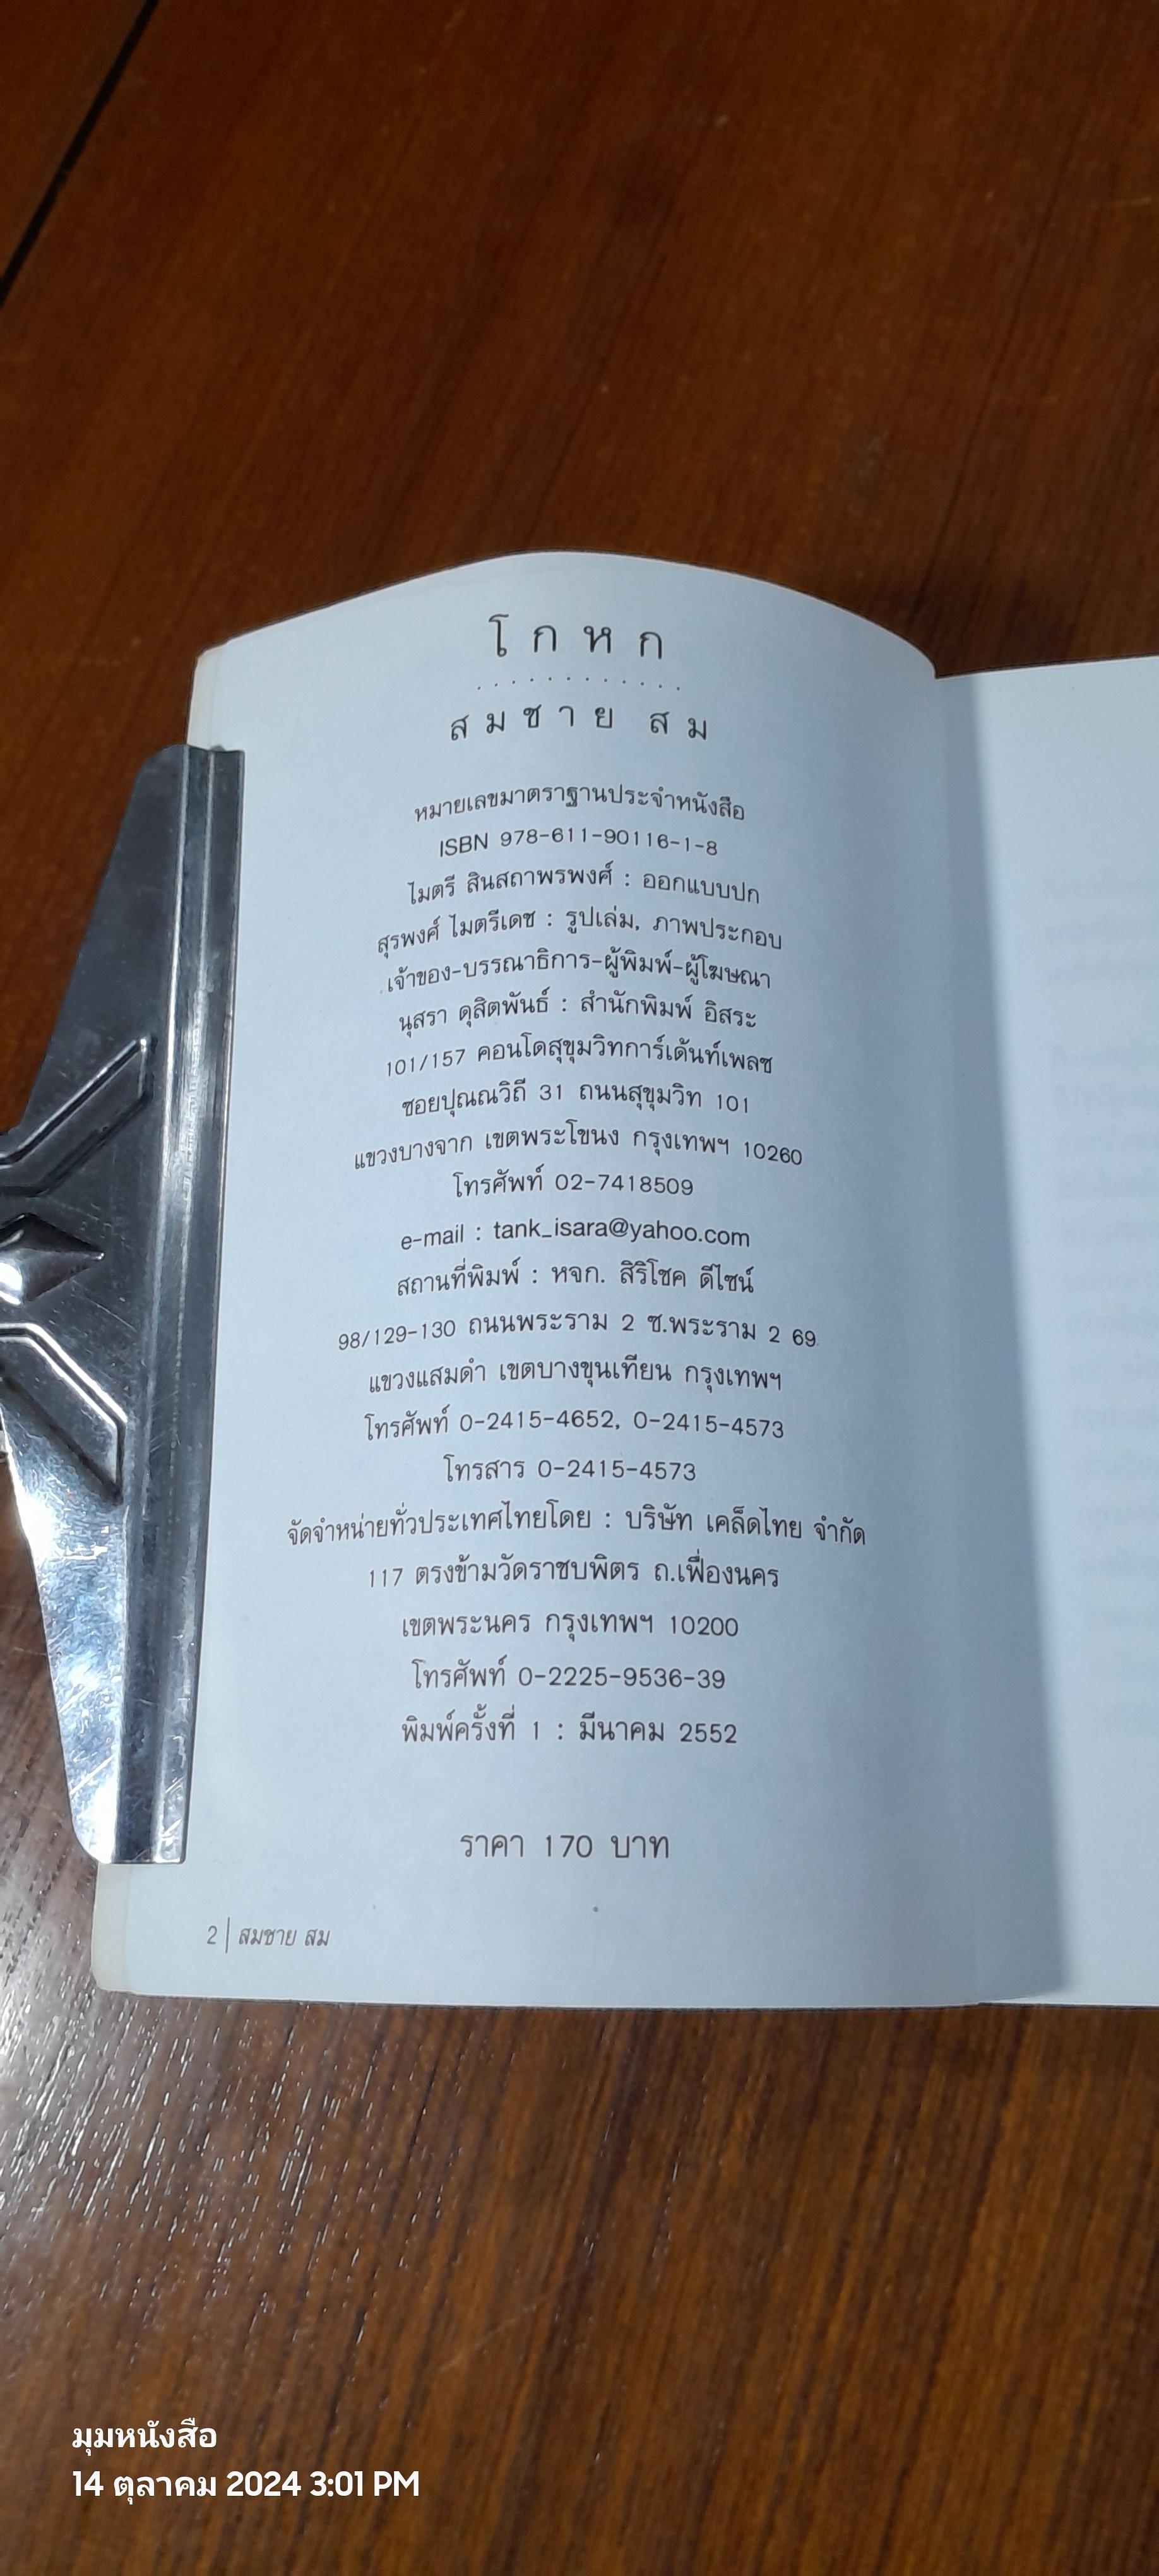 โกหก
............
สมชาย สม
หมายเลขมาตราฐานประจำหนังสือ
ISBN 978-611-90116-1-8
ไมตรี สินสถาพรพงศ์ : ออกแบบปก
สุรพงศ์ ไมตรีเดช : รูปเล่ม, ภาพประกอบ
เจ้าของ-บรรณาธิการ-ผู้พิมพ์-ผู้โฆษณา
นุสรา ดุสิตพันธ์ : สำนักพิมพ์ อิสระ
101/157 คอนโดสุขุมวิทการ์เด้นท์เพลช
ซอยปุณณวิถี 31 ถนนสุขุมวิท 101
แขวงบางจาก เขตพระโขนง กรุงเทพฯ 10260
โทรศัพท์ 02-7418509
e-mail : tank_isara@yahoo.com
สถานที่พิมพ์ : หจก. สิริโชค ดีไซน์
98/129-130 ถนนพระราม 2 ซ.พระราม 2 69
แขวงแสมดำ เขตบางขุนเทียน กรุงเทพฯ
โทรศัพท์ 0-2415-4652, 0-2415-4573
โทรสาร 0-2415-4573
จัดจำหน่ายทั่วประเทศไทยโดย : บริษัท เคล็ดไทย จำกัด
117 ตรงข้ามวัดราชบพิตร ถ.เฟื่องนคร
เขตพระนคร กรุงเทพฯ 10200
โทรศัพท์ 0-2225-9536-39
พิมพ์ครั้งที่ 1 : มีนาคม 2552
ราคา 170 บาท
2 | สมชาย สม
มุมหนังสือ
14 ตุลาคม 2024 3:01 PM